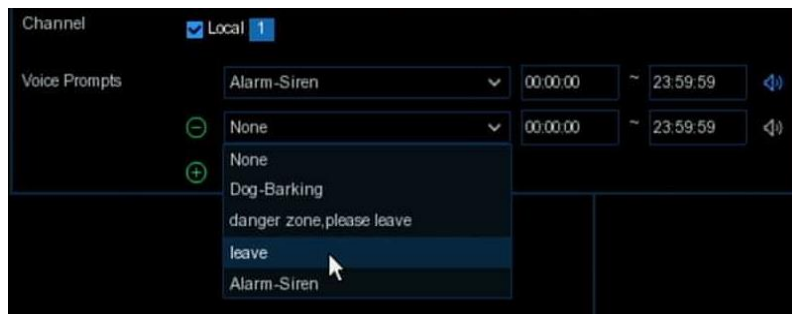 Channel
Local 1
Voice Prompts Alarm-Siren 00:00:00 ~ 23:59:59
None 00:00:00 ~ 23:59:59
None
Dog-Barking
danger zone,please leave
leave
Alarm-Siren